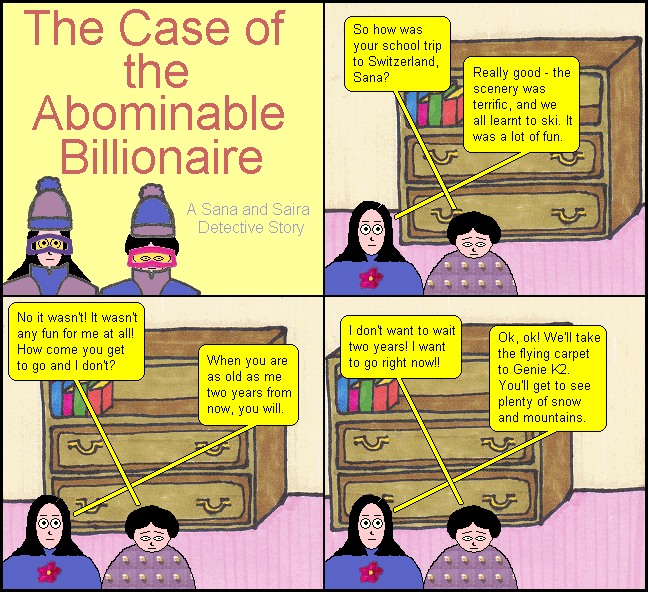 The Case of
the
Abominable
Billionaire
A Sana and Saira
Detective Story
So how was
your school trip
to Switzerland,
Sana?
Really good - the
scenery was
terrific, and we
all learnt to ski. It
was a lot of fun.
No it wasn't! It wasn't
any fun for me at all!
How come you get
to go and I don't?
When you are
as old as me
two years from
now, you will.
I don't want to wait
two years! I want
to go right now!!
Ok, ok! We'll take
the flying carpet
to Genie K2.
You'll get to see
plenty of snow
and mountains.